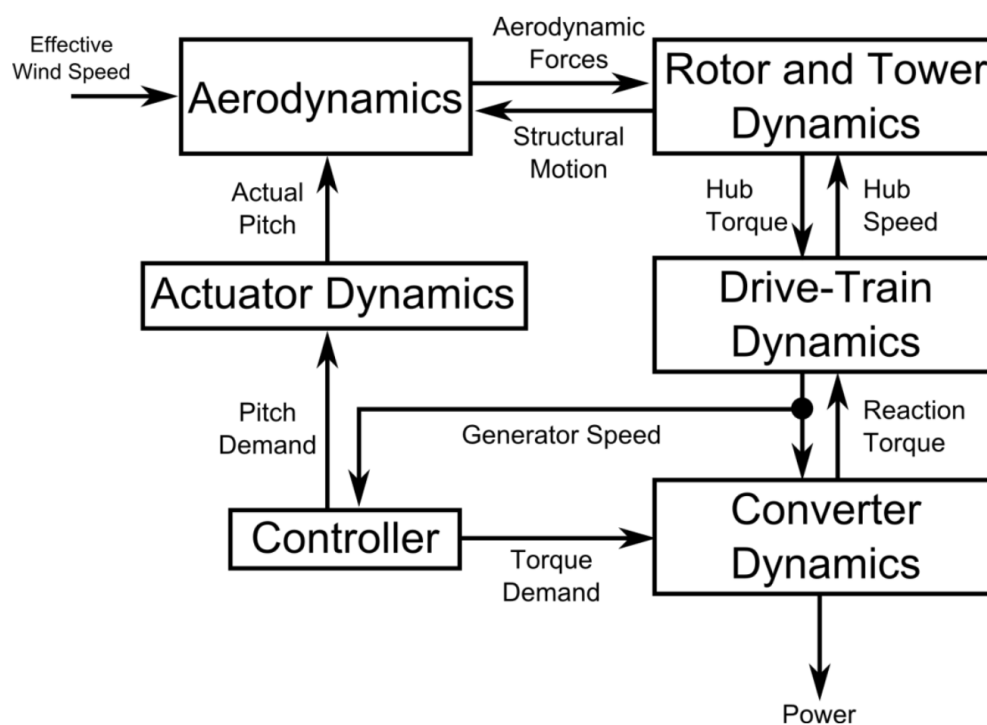 Effective
Wind Speed
Aerodynamics
Aerodynamic
Forces
Structural
Motion
Rotor and Tower
Dynamics
Actual
Pitch
Hub
Torque
Hub
Speed
Actuator Dynamics
Drive-Train
Dynamics
Pitch
Demand
Generator Speed
Reaction
Torque
Controller
Torque
Demand
Converter
Dynamics
Power